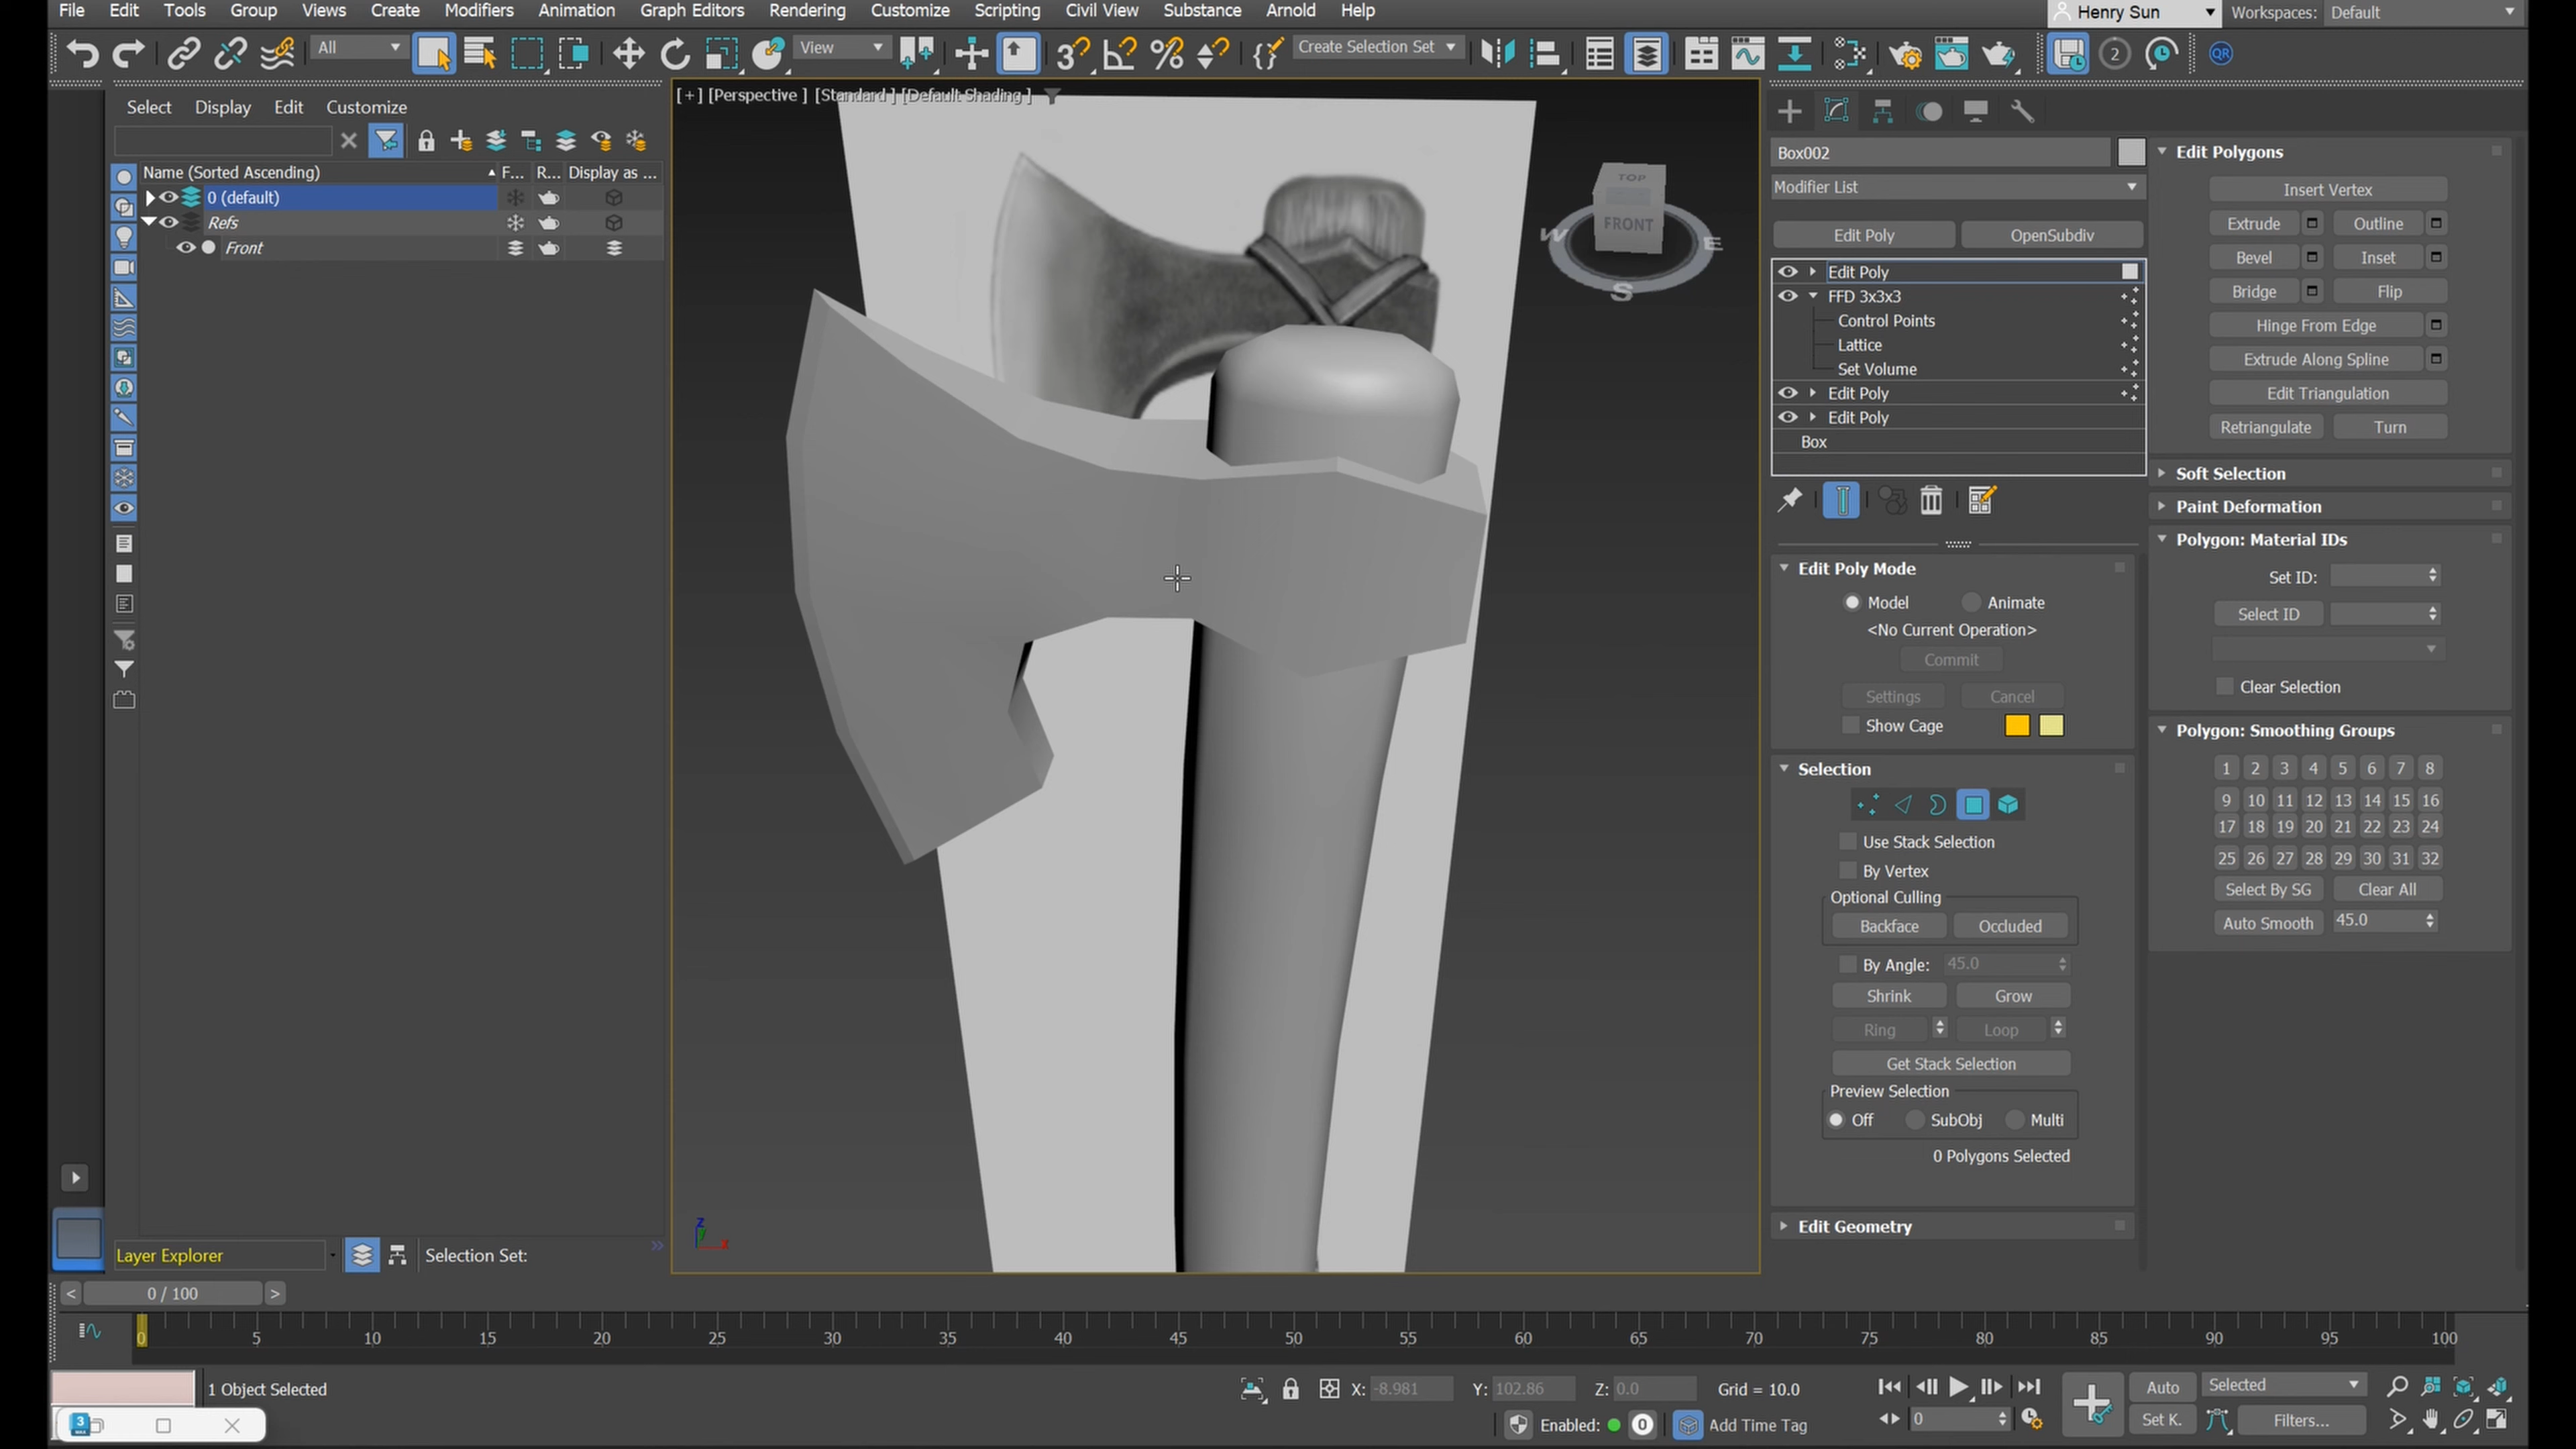 File Edit Tools Group Views Create Modifiers Animation Graph Editors Rendering Customize Scripting Civil View Substance Arnold Help
Henry Sun Workspaces: Default
All View Create Selection Set
Select Display Edit Customize
Name (Sorted Ascending) F... R... Display as ...
0 (default)
Refs
Front
[+] [Perspective ] [Standard ] [Default Shading ]
TOP
FRONT
W E S
Box002
Modifier List
Edit Poly OpenSubdiv
Edit Poly
FFD 3x3x3
Control Points
Lattice
Set Volume
Edit Poly
Edit Poly
Box
Edit Poly Mode
Model Animate
<No Current Operation>
Commit
Settings Cancel
Show Cage
Selection
Use Stack Selection
By Vertex
Optional Culling
Backface Occluded
By Angle: 45.0
Shrink Grow
Ring Loop
Get Stack Selection
Preview Selection
Off SubObj Multi
0 Polygons Selected
Edit Geometry
Edit Polygons
Insert Vertex
Extrude Outline
Bevel Inset
Bridge Flip
Hinge From Edge
Extrude Along Spline
Edit Triangulation
Retriangulate Turn
Soft Selection
Paint Deformation
Polygon: Material IDs
Set ID:
Select ID
Clear Selection
Polygon: Smoothing Groups
1 2 3 4 5 6 7 8
9 10 11 12 13 14 15 16
17 18 19 20 21 22 23 24
25 26 27 28 29 30 31 32
Select By SG Clear All
Auto Smooth 45.0
z x
Layer Explorer Selection Set:
< 0 / 100 >
0 5 10 15 20 25 30 35 40 45 50 55 60 65 70 75 80 85 90 95 100
1 Object Selected
X: -8.981 Y: 102.86 Z: 0.0 Grid = 10.0
Auto Selected
Enabled: 0 Add Time Tag
0 Set K. Filters...